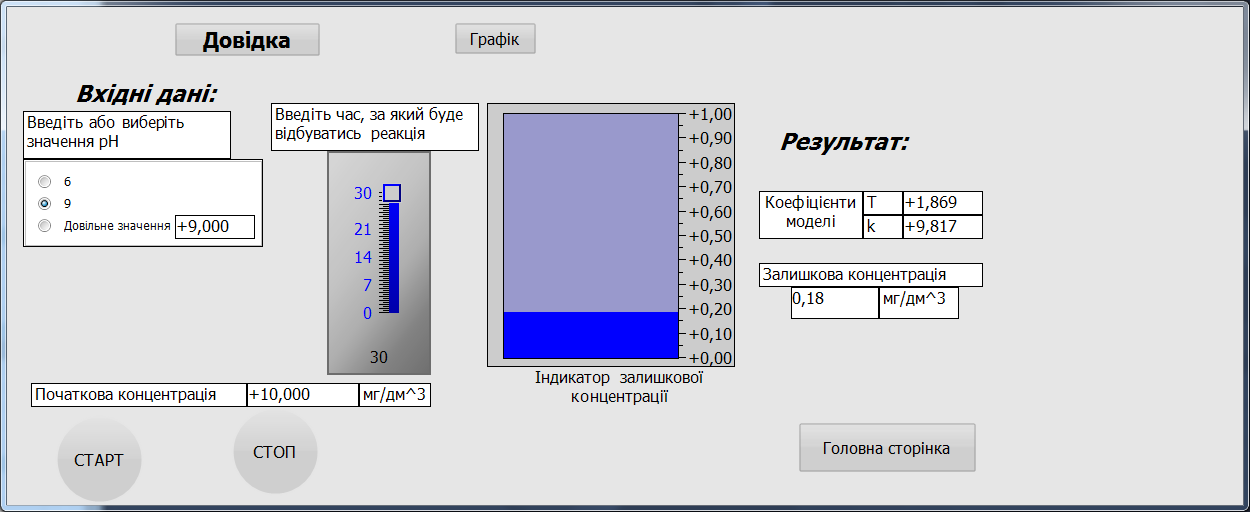 Довідка
Графік
Вхідні дані:
Введіть або виберіть
значення pH
6
9
Довільне значення +9,000
Введіть час, за який буде
відбуватись реакція
30
21
14
7
0
30
+1,00
+0,90
+0,80
+0,70
+0,60
+0,50
+0,40
+0,30
+0,20
+0,10
+0,00
Індикатор залишкової
концентрації
Результат:
Коефіцієнти
моделі
T +1,869
k +9,817
Залишкова концентрація
0,18 мг/дм^3
Початкова концентрація +10,000 мг/дм^3
СТАРТ
СТОП
Головна сторінка